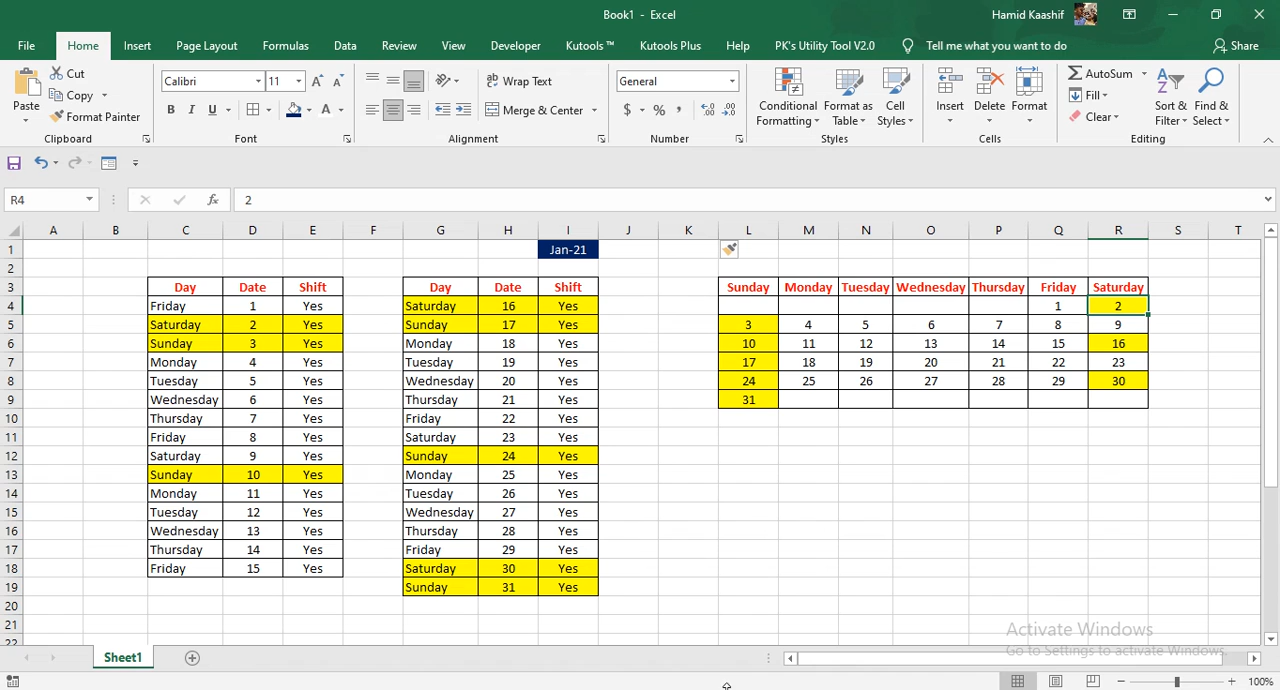 Book1 - Excel
Hamid Kaashif
File Home Insert Page Layout Formulas Data Review View Developer Kutools™ Kutools Plus Help PK's Utility Tool V2.0 Tell me what you want to do Share
Paste Cut Copy Format Painter Clipboard
Calibri 11 B I U A Font
Wrap Text Merge & Center Alignment
General $ % , Number
Conditional Formatting Format as Table Cell Styles Styles
Insert Delete Format Cells
AutoSum Fill Clear Sort & Filter Find & Select Editing
R4 fx 2
A B C D E F G H I J K L M N O P Q R S T
1 Jan-21
2
3 Day Date Shift Day Date Shift Sunday Monday Tuesday Wednesday Thursday Friday Saturday
4 Friday 1 Yes Saturday 16 Yes 1 2
5 Saturday 2 Yes Sunday 17 Yes 3 4 5 6 7 8 9
6 Sunday 3 Yes Monday 18 Yes 10 11 12 13 14 15 16
7 Monday 4 Yes Tuesday 19 Yes 17 18 19 20 21 22 23
8 Tuesday 5 Yes Wednesday 20 Yes 24 25 26 27 28 29 30
9 Wednesday 6 Yes Thursday 21 Yes 31
10 Thursday 7 Yes Friday 22 Yes
11 Friday 8 Yes Saturday 23 Yes
12 Saturday 9 Yes Sunday 24 Yes
13 Sunday 10 Yes Monday 25 Yes
14 Monday 11 Yes Tuesday 26 Yes
15 Tuesday 12 Yes Wednesday 27 Yes
16 Wednesday 13 Yes Thursday 28 Yes
17 Thursday 14 Yes Friday 29 Yes
18 Friday 15 Yes Saturday 30 Yes
19 Sunday 31 Yes
20
21
22
Activate Windows
Go to Settings to activate Windows.
Sheet1
100%